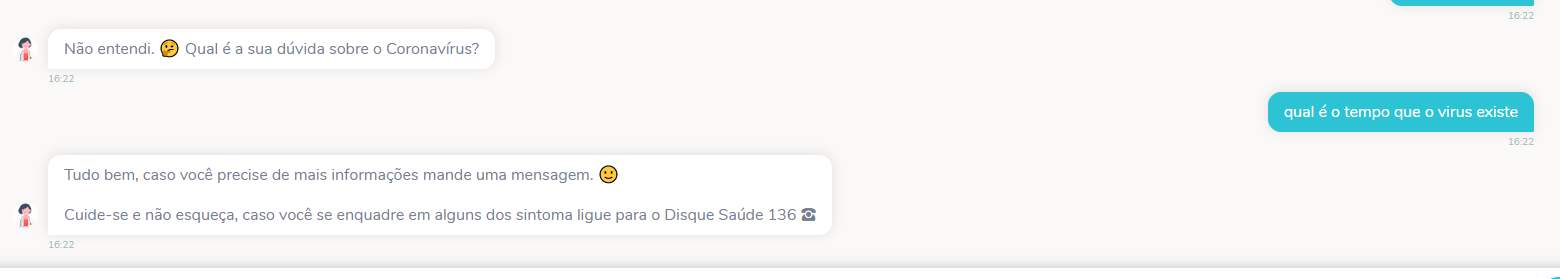 16:22
Não entendi. 🤔 Qual é a sua dúvida sobre o Coronavírus?
16:22
qual é o tempo que o virus existe
16:22
Tudo bem, caso você precise de mais informações mande uma mensagem. 🙂
Cuide-se e não esqueça, caso você se enquadre em alguns dos sintoma ligue para o Disque Saúde 136 ☎
16:22